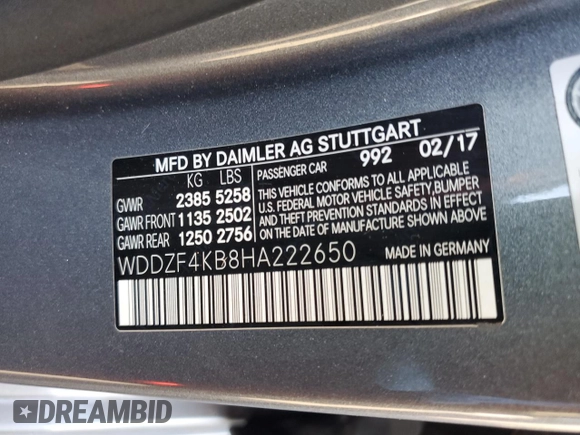 MFD BY DAIMLER AG STUTTGART
KG LBS
GVWR 2385 5258
GAWR FRONT 1135 2502
GAWR REAR 1250 2756
PASSENGER CAR 992 02/17
THIS VEHICLE CONFORMS TO ALL APPLICABLE
U.S. FEDERAL MOTOR VEHICLE SAFETY, BUMPER
AND THEFT PREVENTION STANDARDS IN EFFECT
ON THE DATE OF MANUFACTURE SHOWN ABOVE.
WDDZF4KB8HA222650 MADE IN GERMANY
DREAMBID